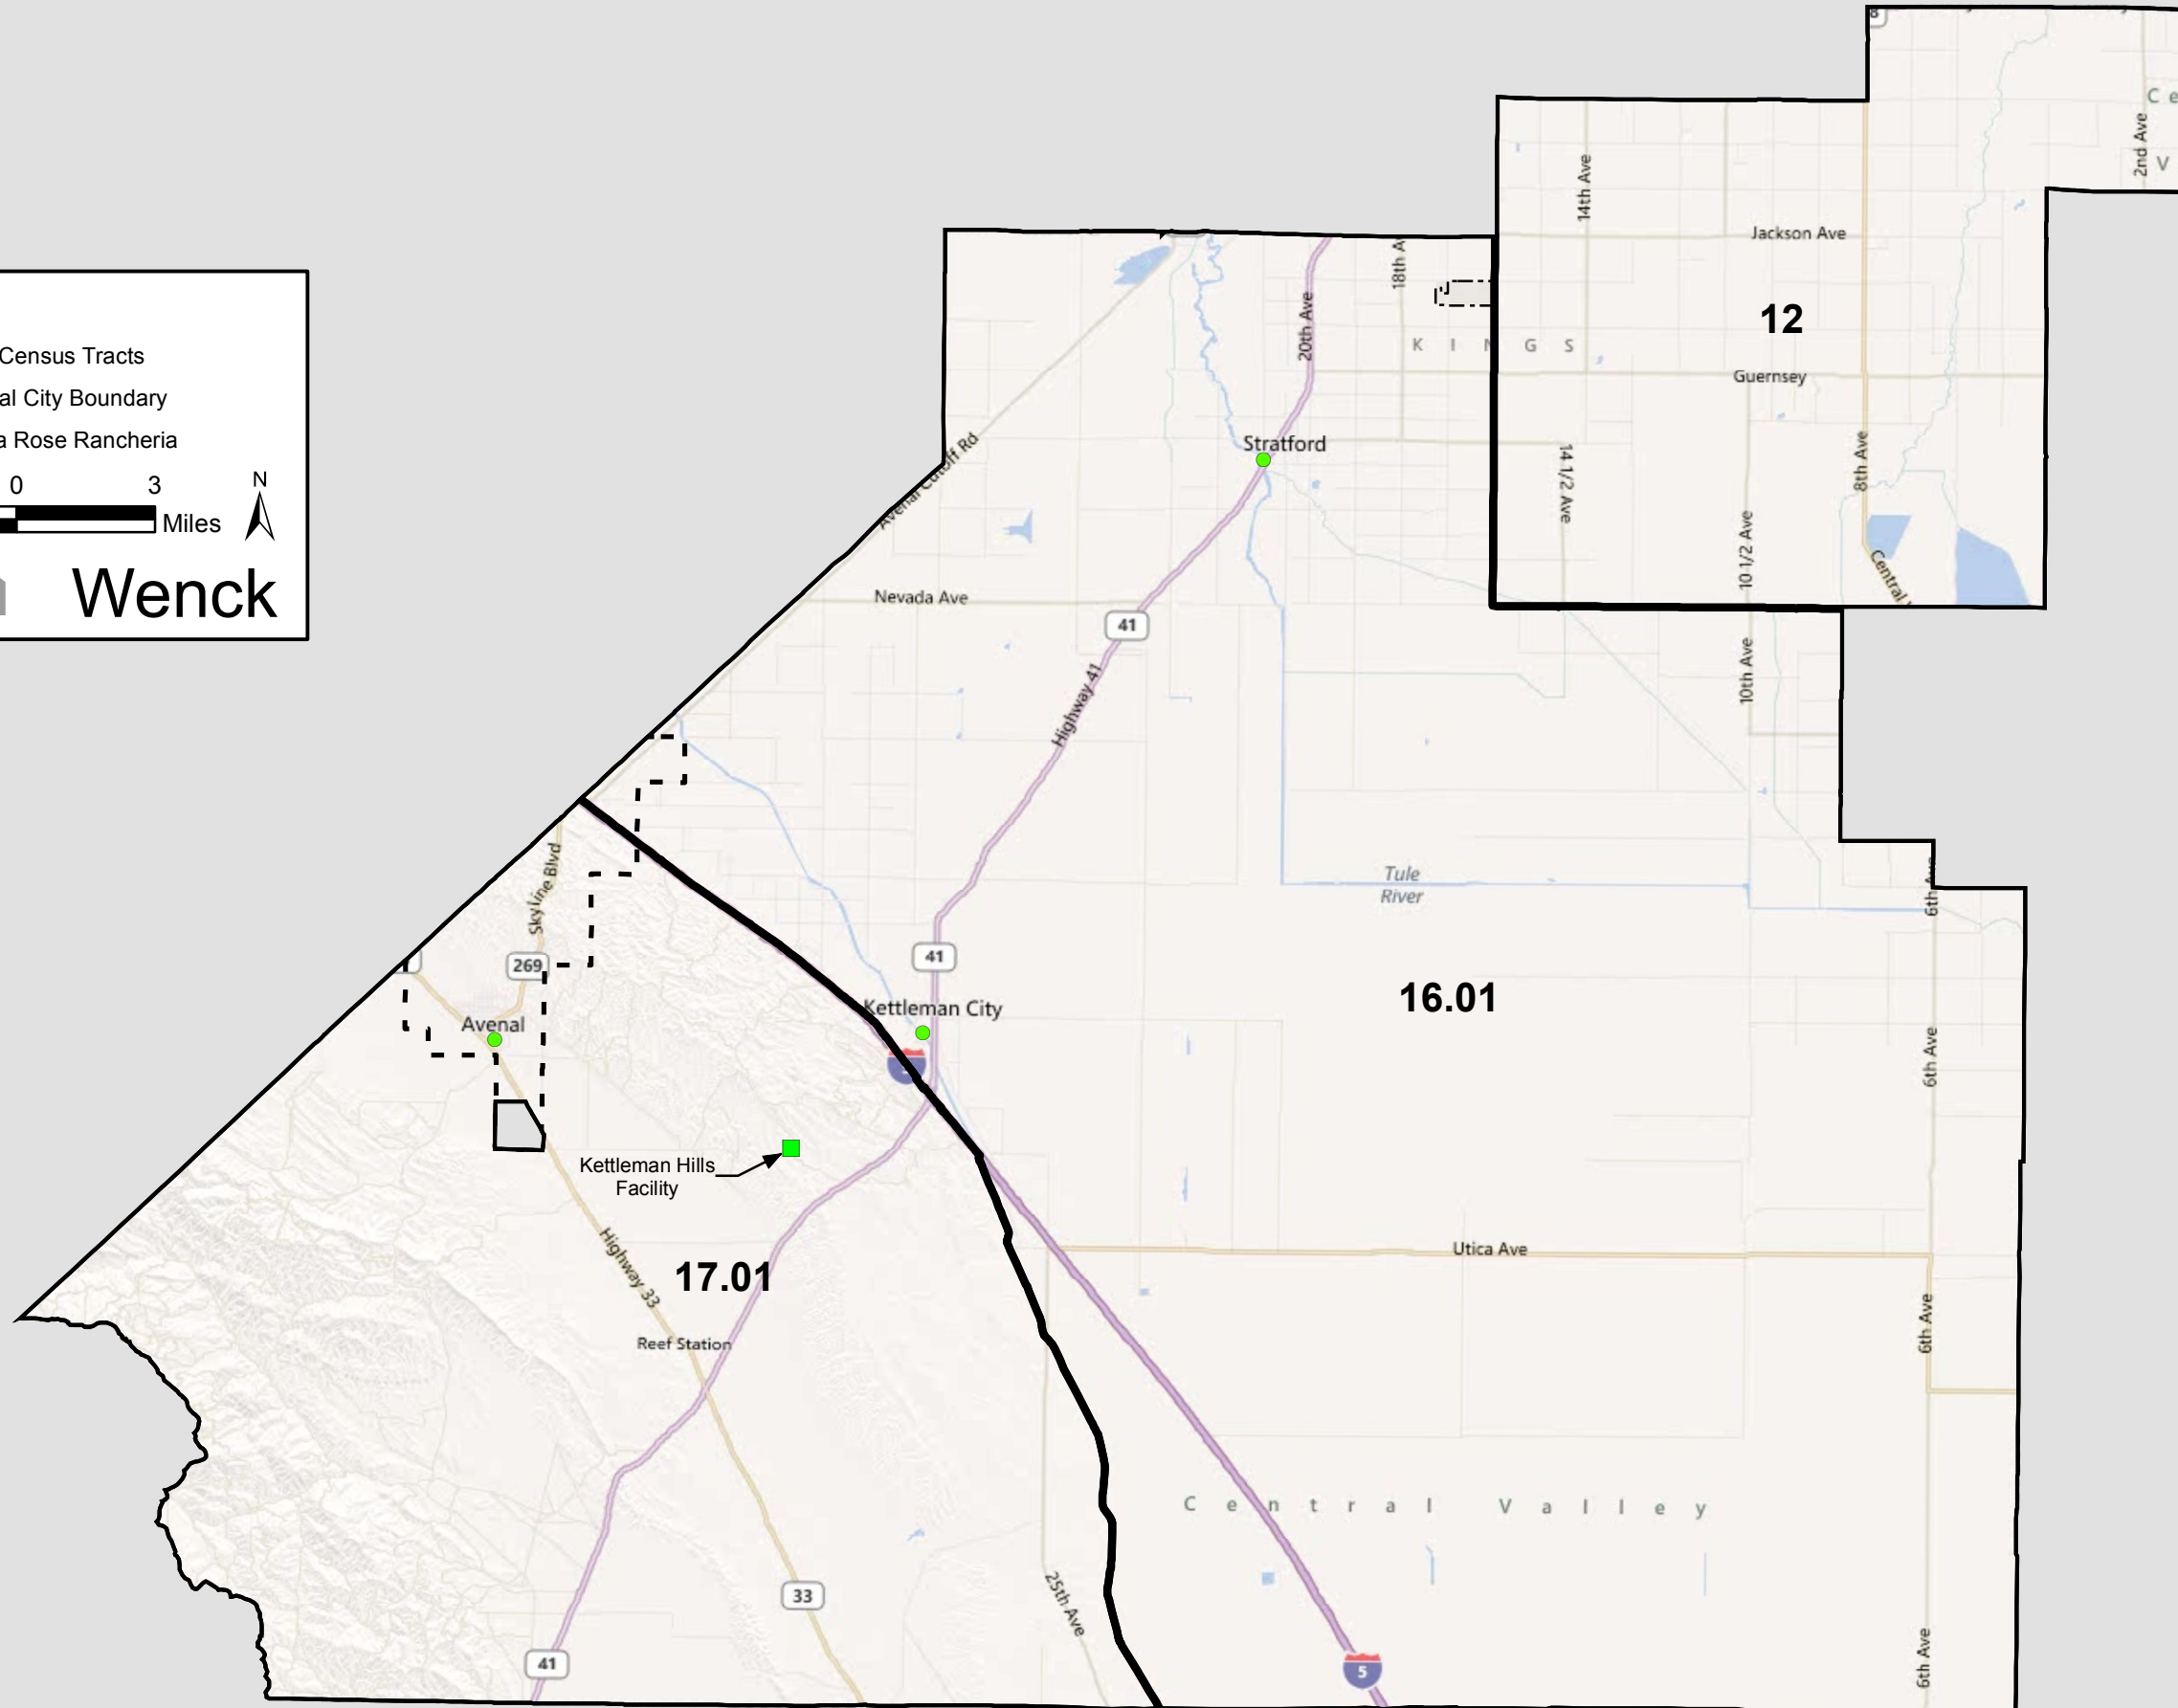 Census Tracts
al City Boundary
a Rose Rancheria
0 3
Miles
N
Wenck
2nd Ave
14th Ave
Jackson Ave
18th A
12
20th Ave
K I N G S
Guernsey
Stratford
Avenal Cutoff Rd
14 1/2 Ave
8th Ave
10 1/2 Ave
Central
Nevada Ave
41
Highway 41
10th Ave
Skyline Blvd
Tule
River
6th Ave
269
41
16.01
Kettleman City
Avenal
6th Ave
Kettleman Hills
Facility
Highway 33
17.01
Utica Ave
Reef Station
6th Ave
C e n t r a l V a l l e y
33
25th Ave
41
5
6th Ave